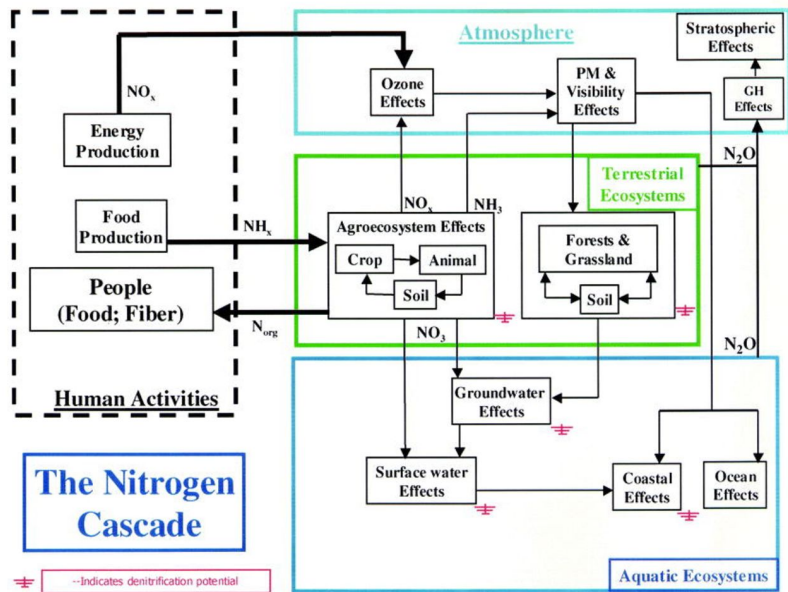 Atmosphere
Stratospheric
Effects
NOx
Ozone
Effects
PM &
Visibility
Effects
GH
Effects
Energy
Production
N2O
Terrestrial
Ecosystems
Food
Production
NHx
NOx
NH3
Agroecosystem Effects
Crop
Animal
Soil
Forests &
Grassland
Soil
People
(Food; Fiber)
Norg
NO3
N2O
Human Activities
Groundwater
Effects
Surface water
Effects
Coastal
Effects
Ocean
Effects
The Nitrogen
Cascade
--Indicates denitrification potential
Aquatic Ecosystems